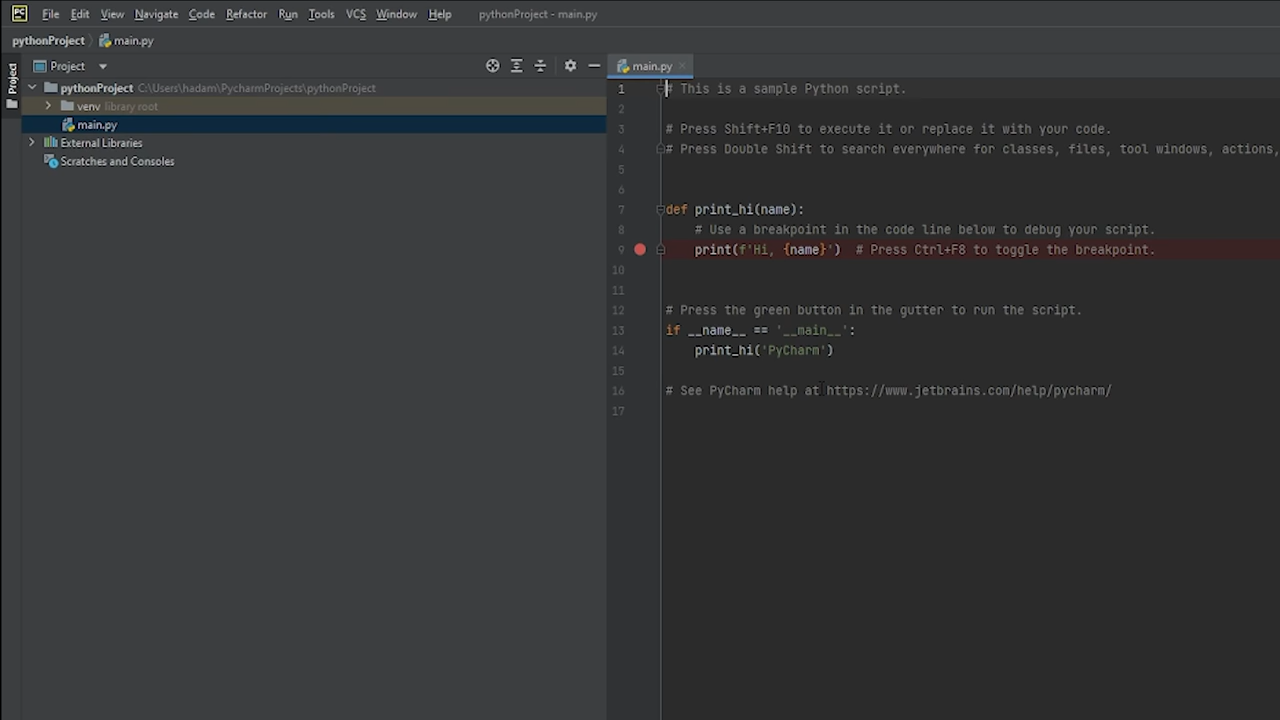 PC File Edit View Navigate Code Refactor Run Tools VCS Window Help pythonProject - main.py
pythonProject main.py
Project
Project
pythonProject C:\Users\hadam\PycharmProjects\pythonProject
venv library root
main.py
External Libraries
Scratches and Consoles
main.py
1 # This is a sample Python script.
2
3 # Press Shift+F10 to execute it or replace it with your code.
4 # Press Double Shift to search everywhere for classes, files, tool windows, actions,
5
6
7 def print_hi(name):
8 # Use a breakpoint in the code line below to debug your script.
9 print(f'Hi, {name}') # Press Ctrl+F8 to toggle the breakpoint.
10
11
12 # Press the green button in the gutter to run the script.
13 if __name__ == '__main__':
14 print_hi('PyCharm')
15
16 # See PyCharm help at https://www.jetbrains.com/help/pycharm/
17